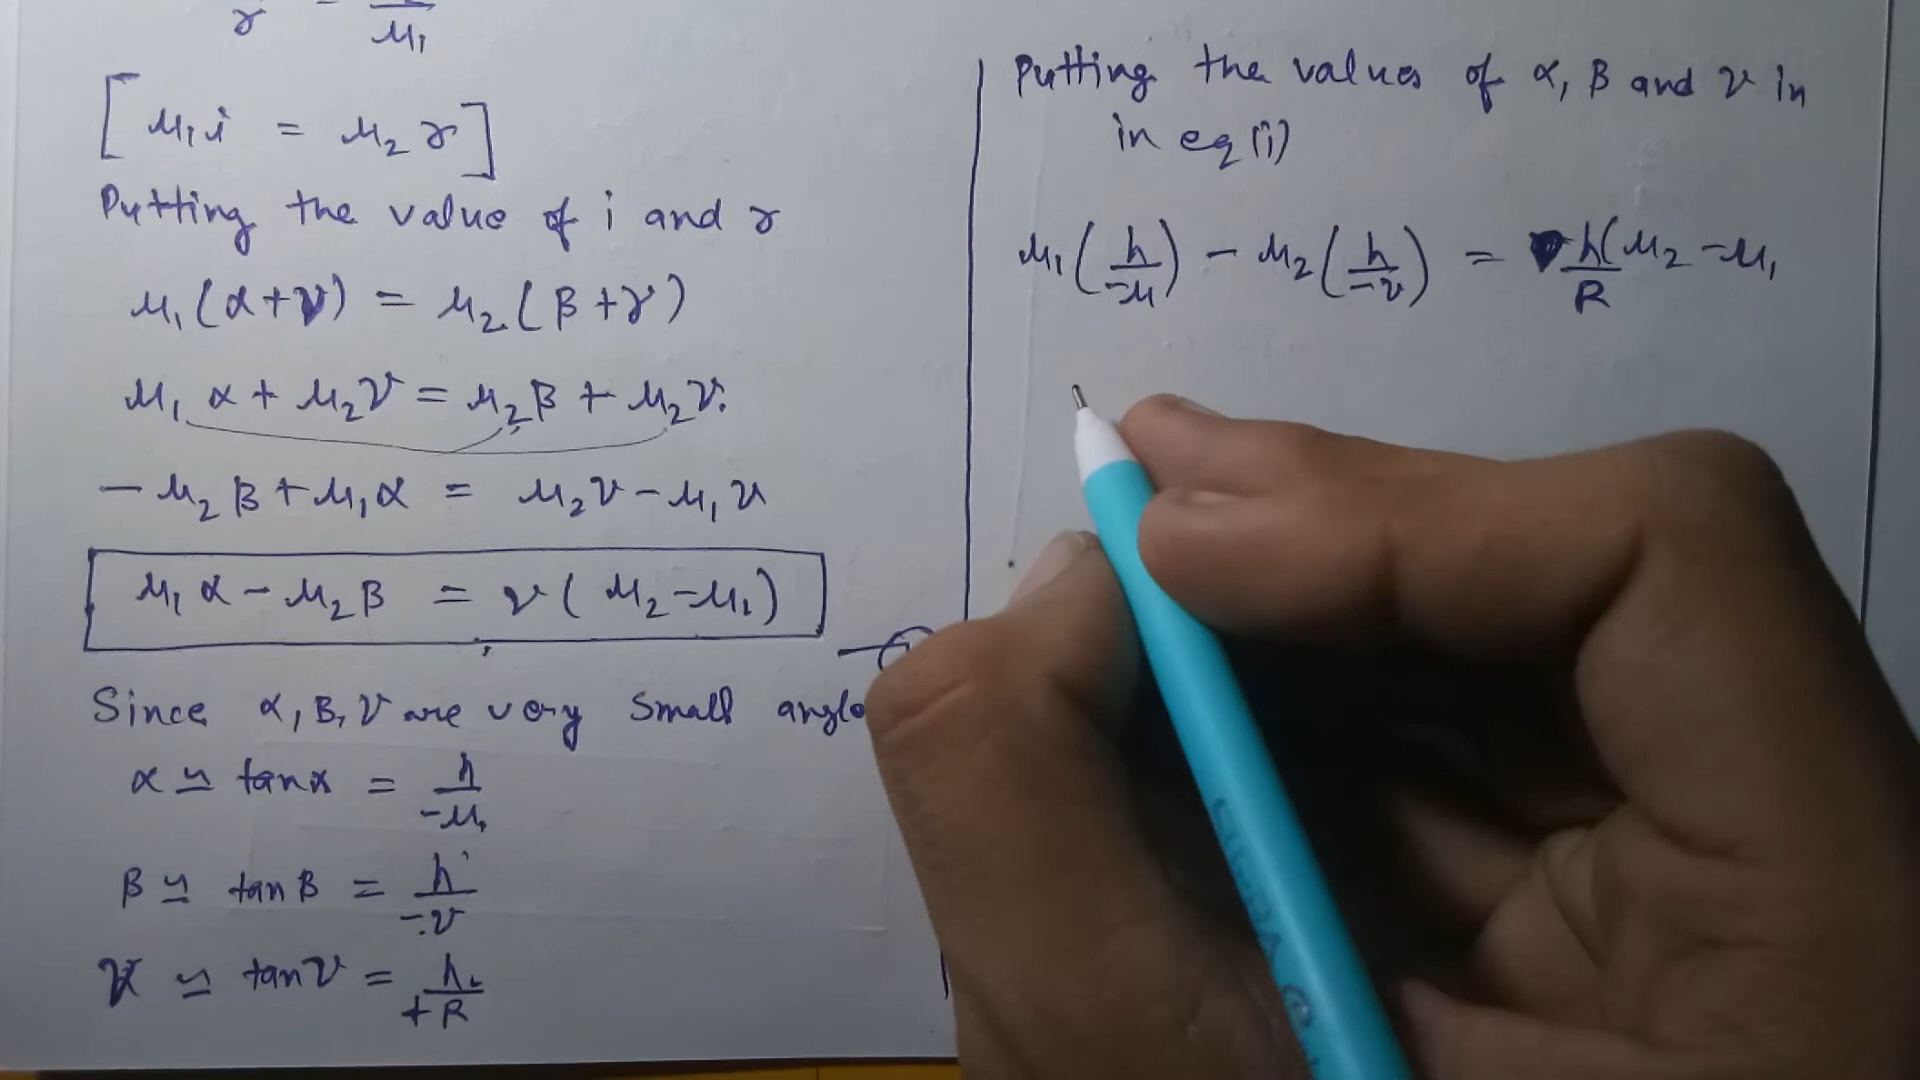 r = — / μ₁
[μ₁i = μ₂r]
Putting the value of i and r
μ₁(α+γ) = μ₂(β+γ)
μ₁α + μ₂γ = μ₂β + μ₂γ
-μ₂β + μ₁α = μ₂γ - μ₁γ
μ₁α - μ₂β = γ(μ₂-μ₁)
Since α, β, γ are very small angle
α ≃ tanα = h/-u
β ≃ tanβ = h/-v
γ ≃ tanγ = h/+R
Putting the values of α, β and γ in
in eq(i)
μ₁(h/-u) - μ₂(h/-v) = h/R(μ₂-μ₁